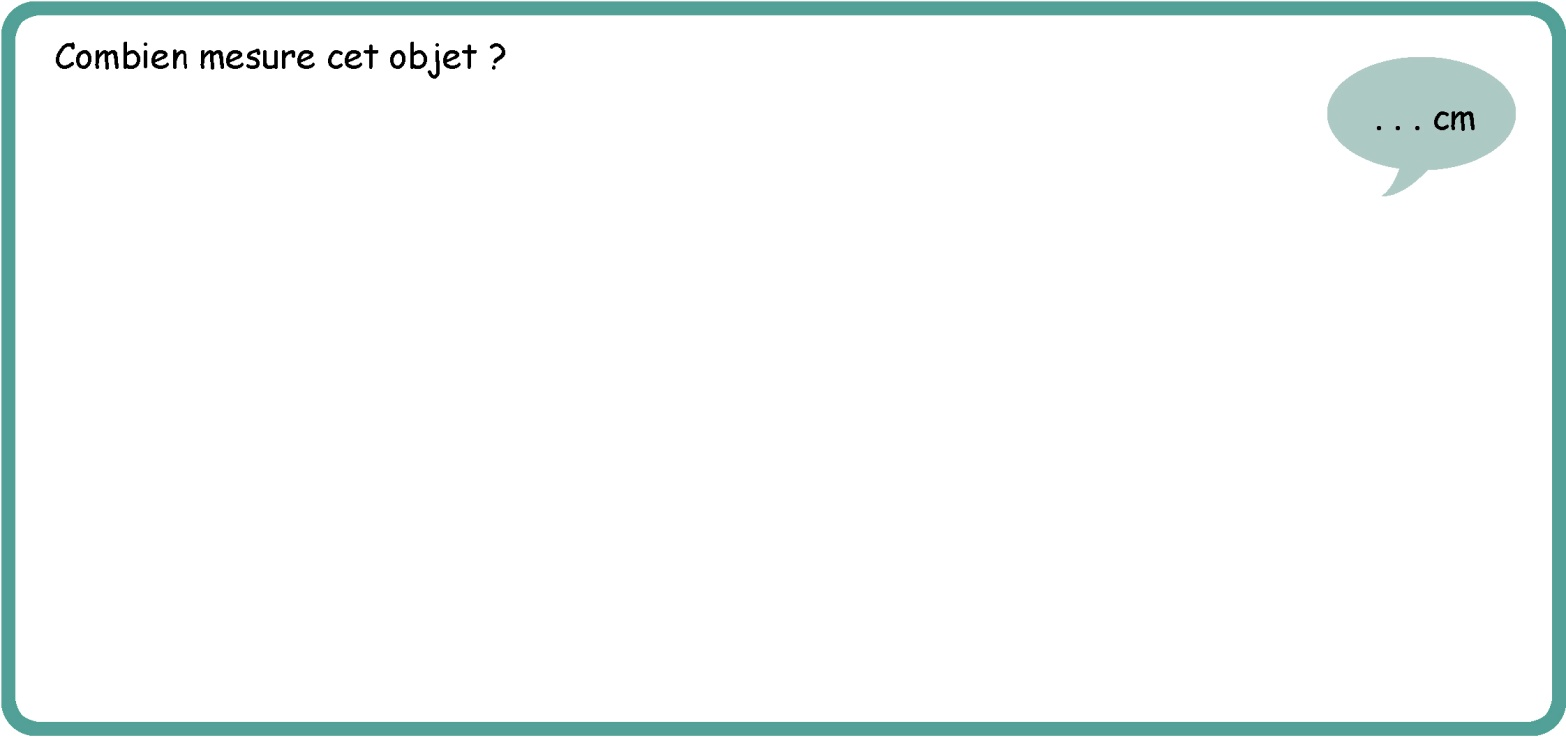 Combien mesure cet objet ?
. . . cm